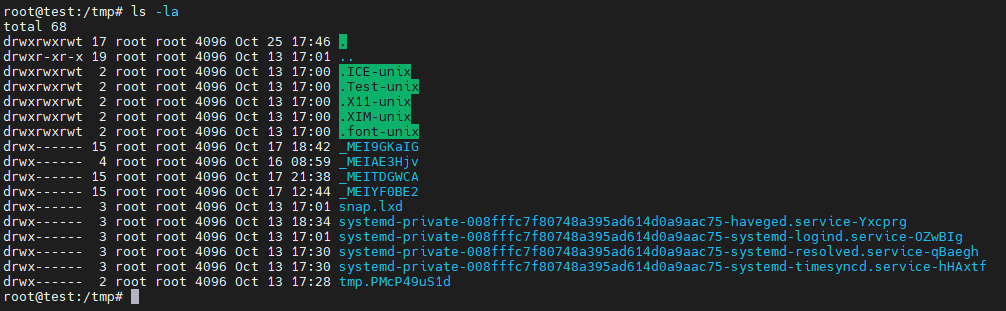 root@test:/tmp# ls -la
total 68
drwxrwxrwt 17 root root 4096 Oct 25 17:46 .
drwxr-xr-x 19 root root 4096 Oct 13 17:01 ..
drwxrwxrwt  2 root root 4096 Oct 13 17:00 .ICE-unix
drwxrwxrwt  2 root root 4096 Oct 13 17:00 .Test-unix
drwxrwxrwt  2 root root 4096 Oct 13 17:00 .X11-unix
drwxrwxrwt  2 root root 4096 Oct 13 17:00 .XIM-unix
drwxrwxrwt  2 root root 4096 Oct 13 17:00 .font-unix
drwx------ 15 root root 4096 Oct 17 18:42 _MEI9GKaIG
drwx------  4 root root 4096 Oct 16 08:59 _MEIAE3Hjv
drwx------ 15 root root 4096 Oct 17 21:38 _MEITDGWCA
drwx------ 15 root root 4096 Oct 17 12:44 _MEIYF0BE2
drwx------  3 root root 4096 Oct 13 17:01 snap.lxd
drwx------  3 root root 4096 Oct 13 18:34 systemd-private-008fffc7f80748a395ad614d0a9aac75-haveged.service-Yxcprg
drwx------  3 root root 4096 Oct 13 17:01 systemd-private-008fffc7f80748a395ad614d0a9aac75-systemd-logind.service-OZwBIg
drwx------  3 root root 4096 Oct 13 17:30 systemd-private-008fffc7f80748a395ad614d0a9aac75-systemd-resolved.service-qBaegh
drwx------  3 root root 4096 Oct 13 17:30 systemd-private-008fffc7f80748a395ad614d0a9aac75-systemd-timesyncd.service-hHAxtf
drwx------  2 root root 4096 Oct 13 17:28 tmp.PMcP49uS1d
root@test:/tmp#